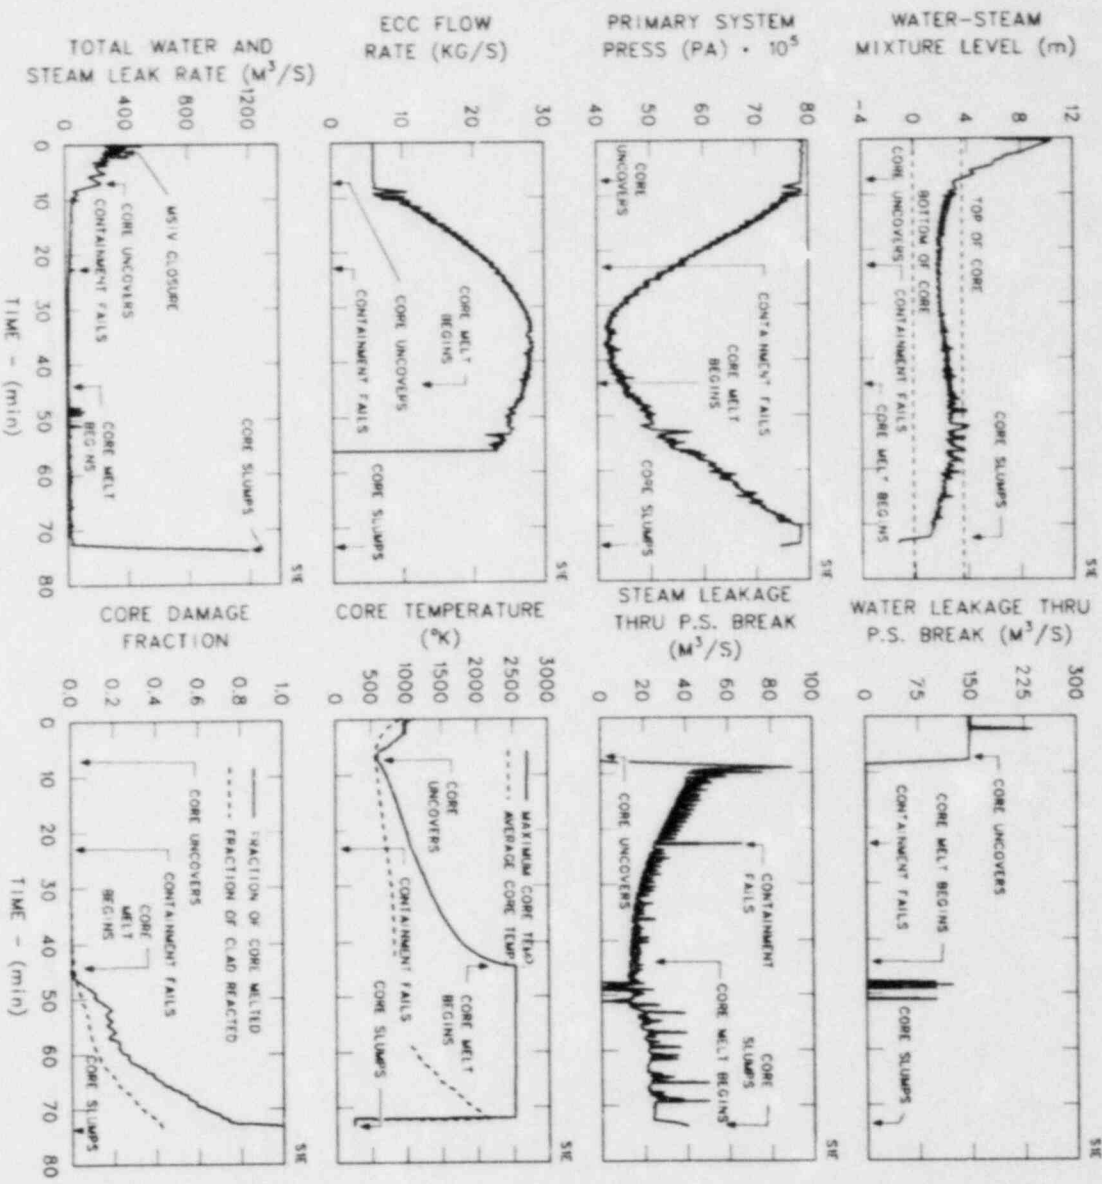 WATER-STEAM
MIXTURE LEVEL (m)
-4 0 4 8 12
TOP OF CORE
BOTTOM OF CORE
CORE UNCOVERS
CONTAINMENT FAILS
CORE MELT BEGINS
CORE SLUMPS
S1E
PRIMARY SYSTEM
PRESS (PA) • 10⁵
40 50 60 70 80
CORE
UNCOVERS
CONTAINMENT FAILS
CORE MELT
BEGINS
CORE SLUMPS
S1E
ECC FLOW
RATE (KG/S)
0 10 20 30
CORE MELT
BEGINS
CORE UNCOVERS
CONTAINMENT FAILS
CORE SLUMPS
S1E
TOTAL WATER AND
STEAM LEAK RATE (M³/S)
0 400 800 1200
MSIV CLOSURE
CORE UNCOVERS
CONTAINMENT FAILS
CORE MELT
BEGINS
CORE SLUMPS
S1E
0 10 20 30 40 50 60 70 80
TIME - (min)
WATER LEAKAGE THRU
P.S. BREAK (M³/S)
0 75 150 225 300
CORE UNCOVERS
CORE MELT BEGINS
CONTAINMENT FAILS
CORE SLUMPS
S1E
STEAM LEAKAGE
THRU P.S. BREAK
(M³/S)
0 20 40 60 80 100
CORE UNCOVERS
CONTAINMENT
FAILS
CORE MELT BEGINS
CORE
SLUMPS
S1E
CORE TEMPERATURE
(°K)
500 1000 1500 2000 2500 3000
MAXIMUM CORE TEMP
AVERAGE CORE TEMP
CORE
UNCOVERS
CONTAINMENT FAILS
CORE MELT
BEGINS
CORE SLUMPS
S1E
CORE DAMAGE
FRACTION
0.0 0.2 0.4 0.6 0.8 1.0
FRACTION OF CORE MELTED
FRACTION OF CLAD REACTED
CORE UNCOVERS
CONTAINMENT FAILS
CORE
MELT
BEGINS
CORE SLUMPS
S1E
0 10 20 30 40 50 60 70 80
TIME - (min)